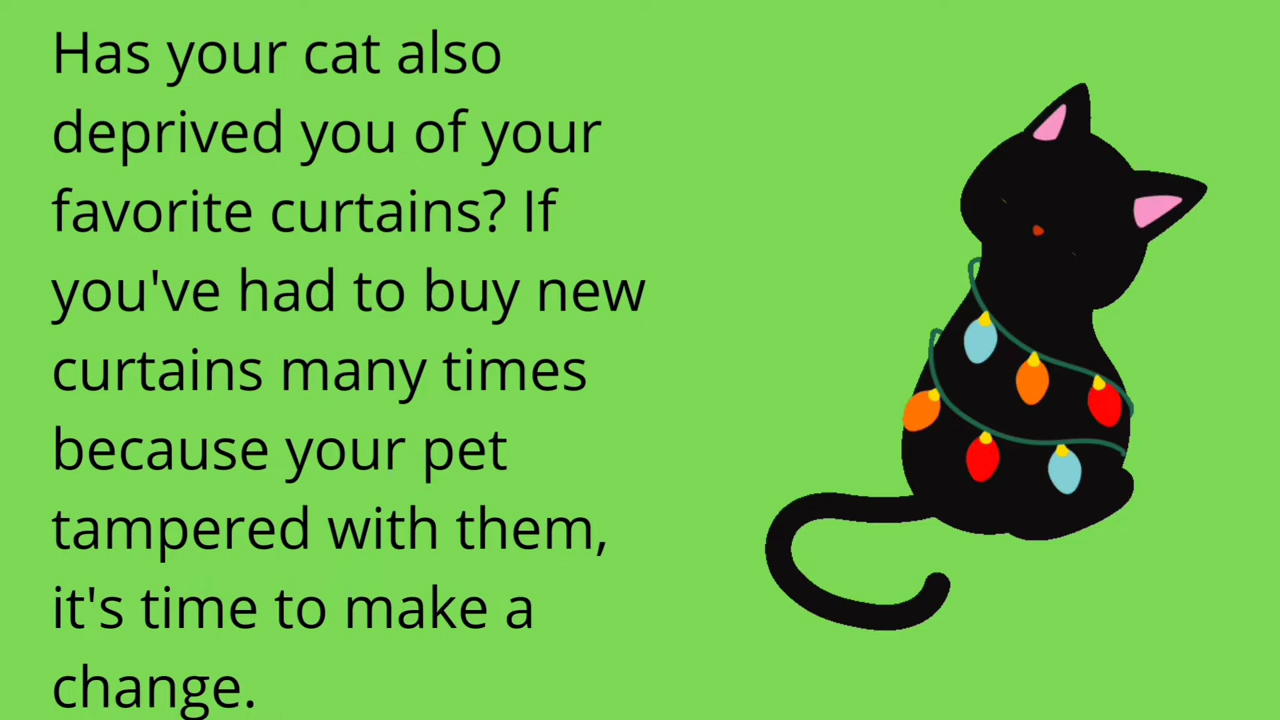 Has your cat also
deprived you of your
favorite curtains? If
you've had to buy new
curtains many times
because your pet
tampered with them,
it's time to make a
change.